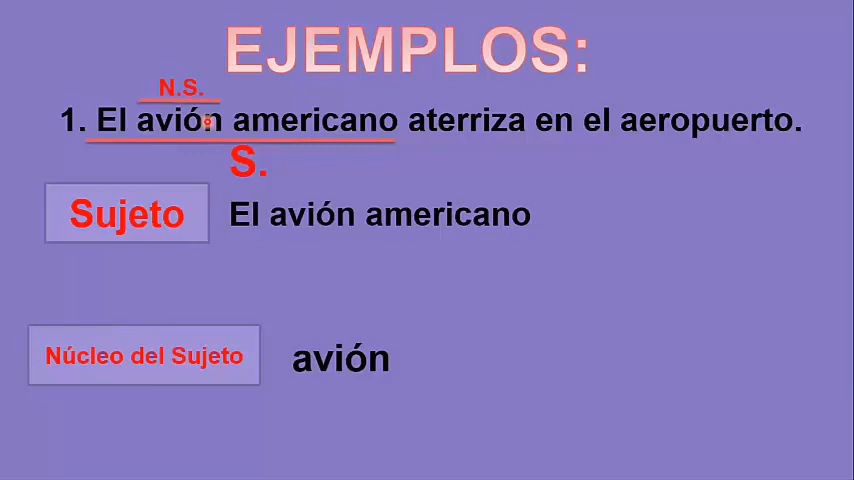 EJEMPLOS:
N.S.
1. El avión americano aterriza en el aeropuerto.
S.
Sujeto El avión americano
Núcleo del Sujeto avión